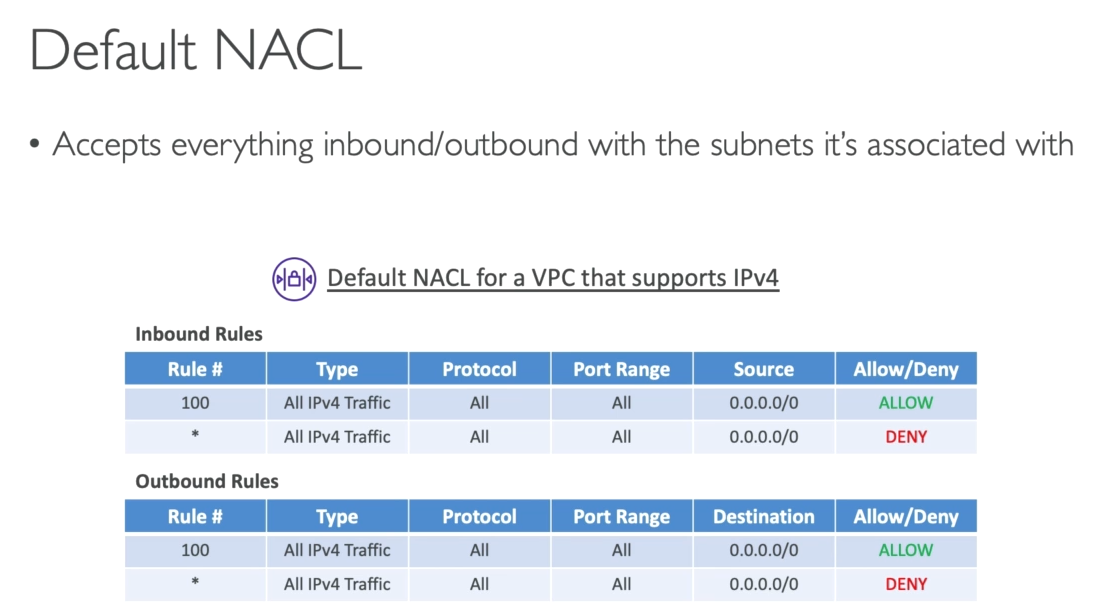 Default NACL
• Accepts everything inbound/outbound with the subnets it's associated with
Default NACL for a VPC that supports IPv4
Inbound Rules
Rule # Type Protocol Port Range Source Allow/Deny
100 All IPv4 Traffic All All 0.0.0.0/0 ALLOW
* All IPv4 Traffic All All 0.0.0.0/0 DENY
Outbound Rules
Rule # Type Protocol Port Range Destination Allow/Deny
100 All IPv4 Traffic All All 0.0.0.0/0 ALLOW
* All IPv4 Traffic All All 0.0.0.0/0 DENY